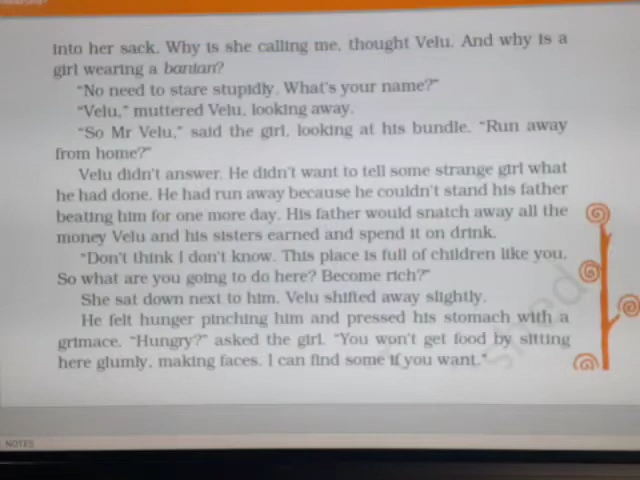 into her sack. Why is she calling me, thought Velu. And why is a
girl wearing a banian?
"No need to stare stupidly. What's your name?"
"Velu," muttered Velu, looking away.
"So Mr Velu," said the girl, looking at his bundle. "Run away
from home?"
Velu didn't answer. He didn't want to tell some strange girl what
he had done. He had run away because he couldn't stand his father
beating him for one more day. His father would snatch away all the
money Velu and his sisters earned and spend it on drink.
"Don't think I don't know. This place is full of children like you.
So what are you going to do here? Become rich?"
She sat down next to him. Velu shifted away slightly.
He felt hunger pinching him and pressed his stomach with a
grimace. "Hungry?" asked the girl. "You won't get food by sitting
here glumly, making faces. I can find some if you want."
shed
NOTES